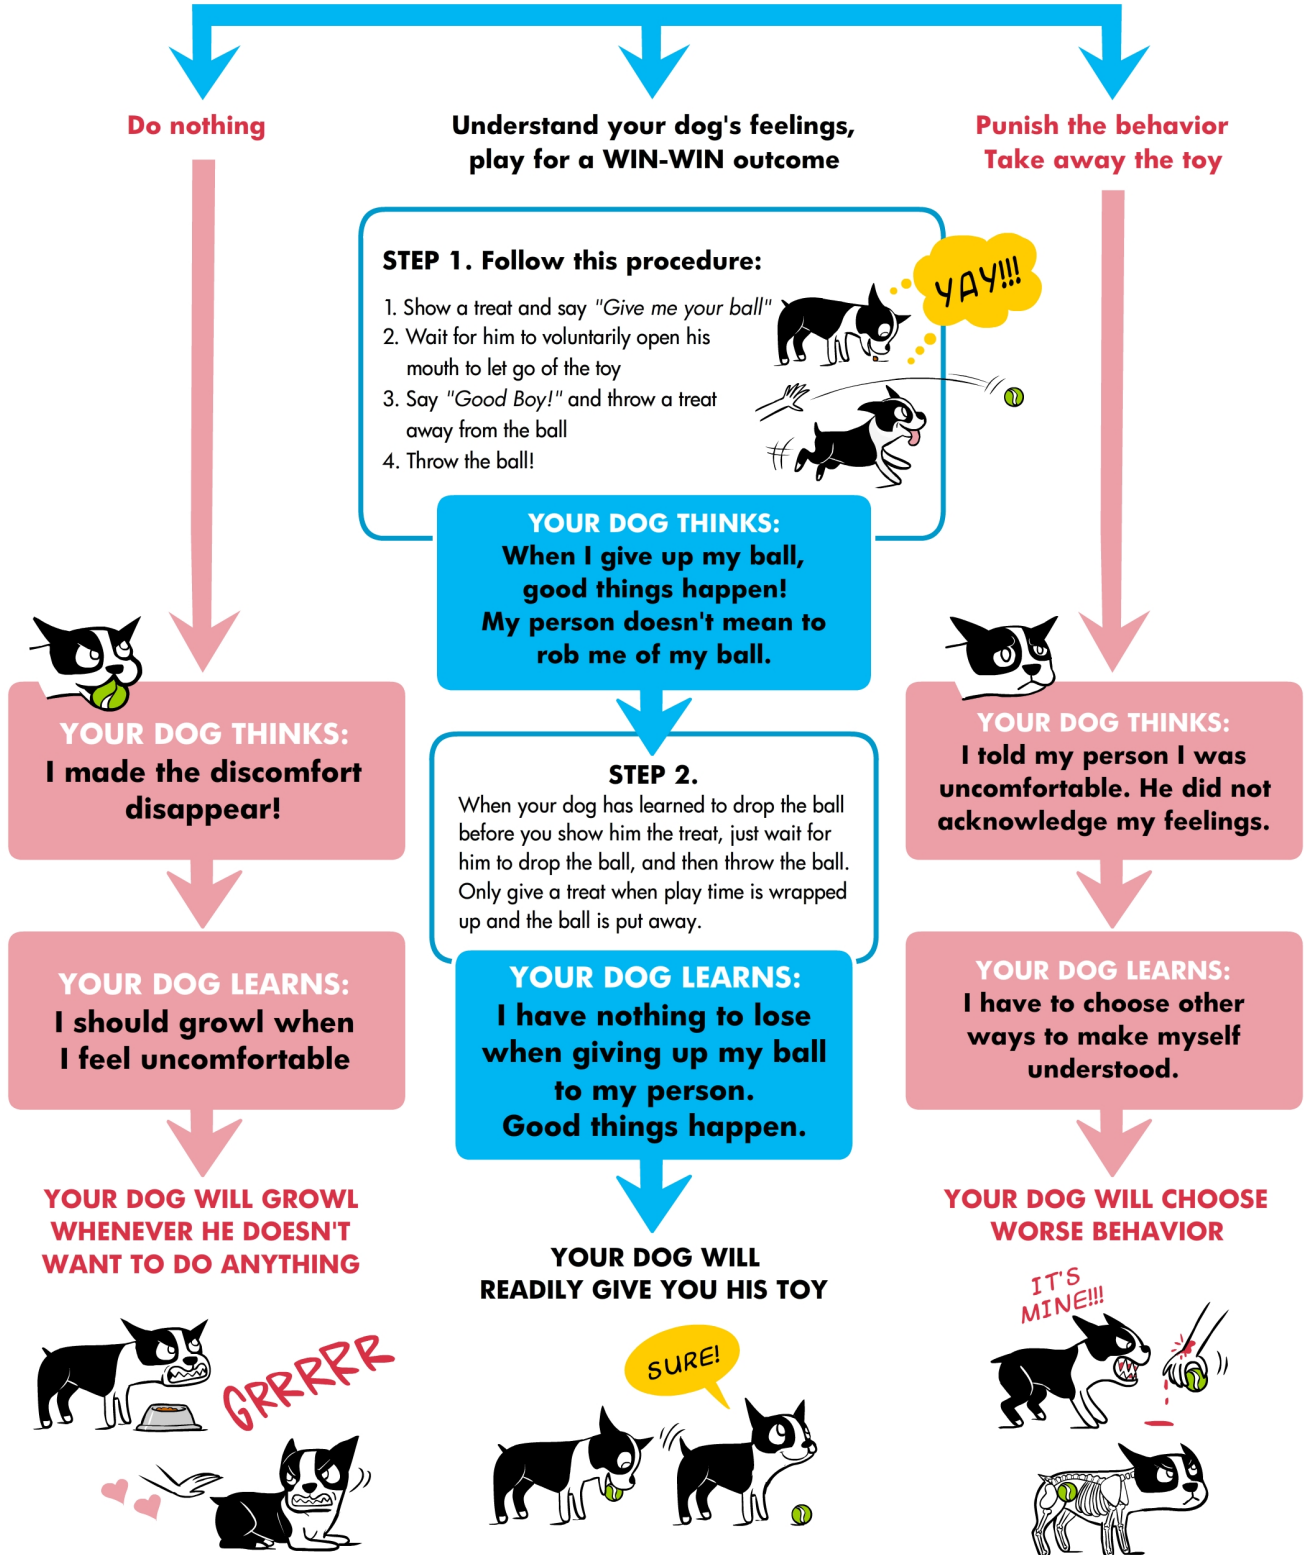 Do nothing
Understand your dog's feelings,
play for a WIN-WIN outcome
Punish the behavior
Take away the toy
STEP 1. Follow this procedure:
1. Show a treat and say "Give me your ball"
2. Wait for him to voluntarily open his
mouth to let go of the toy
3. Say "Good Boy!" and throw a treat
away from the ball
4. Throw the ball!
YAY!!!
YOUR DOG THINKS:
When I give up my ball,
good things happen!
My person doesn't mean to
rob me of my ball.
YOUR DOG THINKS:
I made the discomfort
disappear!
STEP 2.
When your dog has learned to drop the ball
before you show him the treat, just wait for
him to drop the ball, and then throw the ball.
Only give a treat when play time is wrapped
up and the ball is put away.
YOUR DOG THINKS:
I told my person I was
uncomfortable. He did not
acknowledge my feelings.
YOUR DOG LEARNS:
I should growl when
I feel uncomfortable
YOUR DOG LEARNS:
I have nothing to lose
when giving up my ball
to my person.
Good things happen.
YOUR DOG LEARNS:
I have to choose other
ways to make myself
understood.
YOUR DOG WILL GROWL
WHENEVER HE DOESN'T
WANT TO DO ANYTHING
YOUR DOG WILL
READILY GIVE YOU HIS TOY
YOUR DOG WILL CHOOSE
WORSE BEHAVIOR
GRRRRR
SURE!
IT'S
MINE!!!